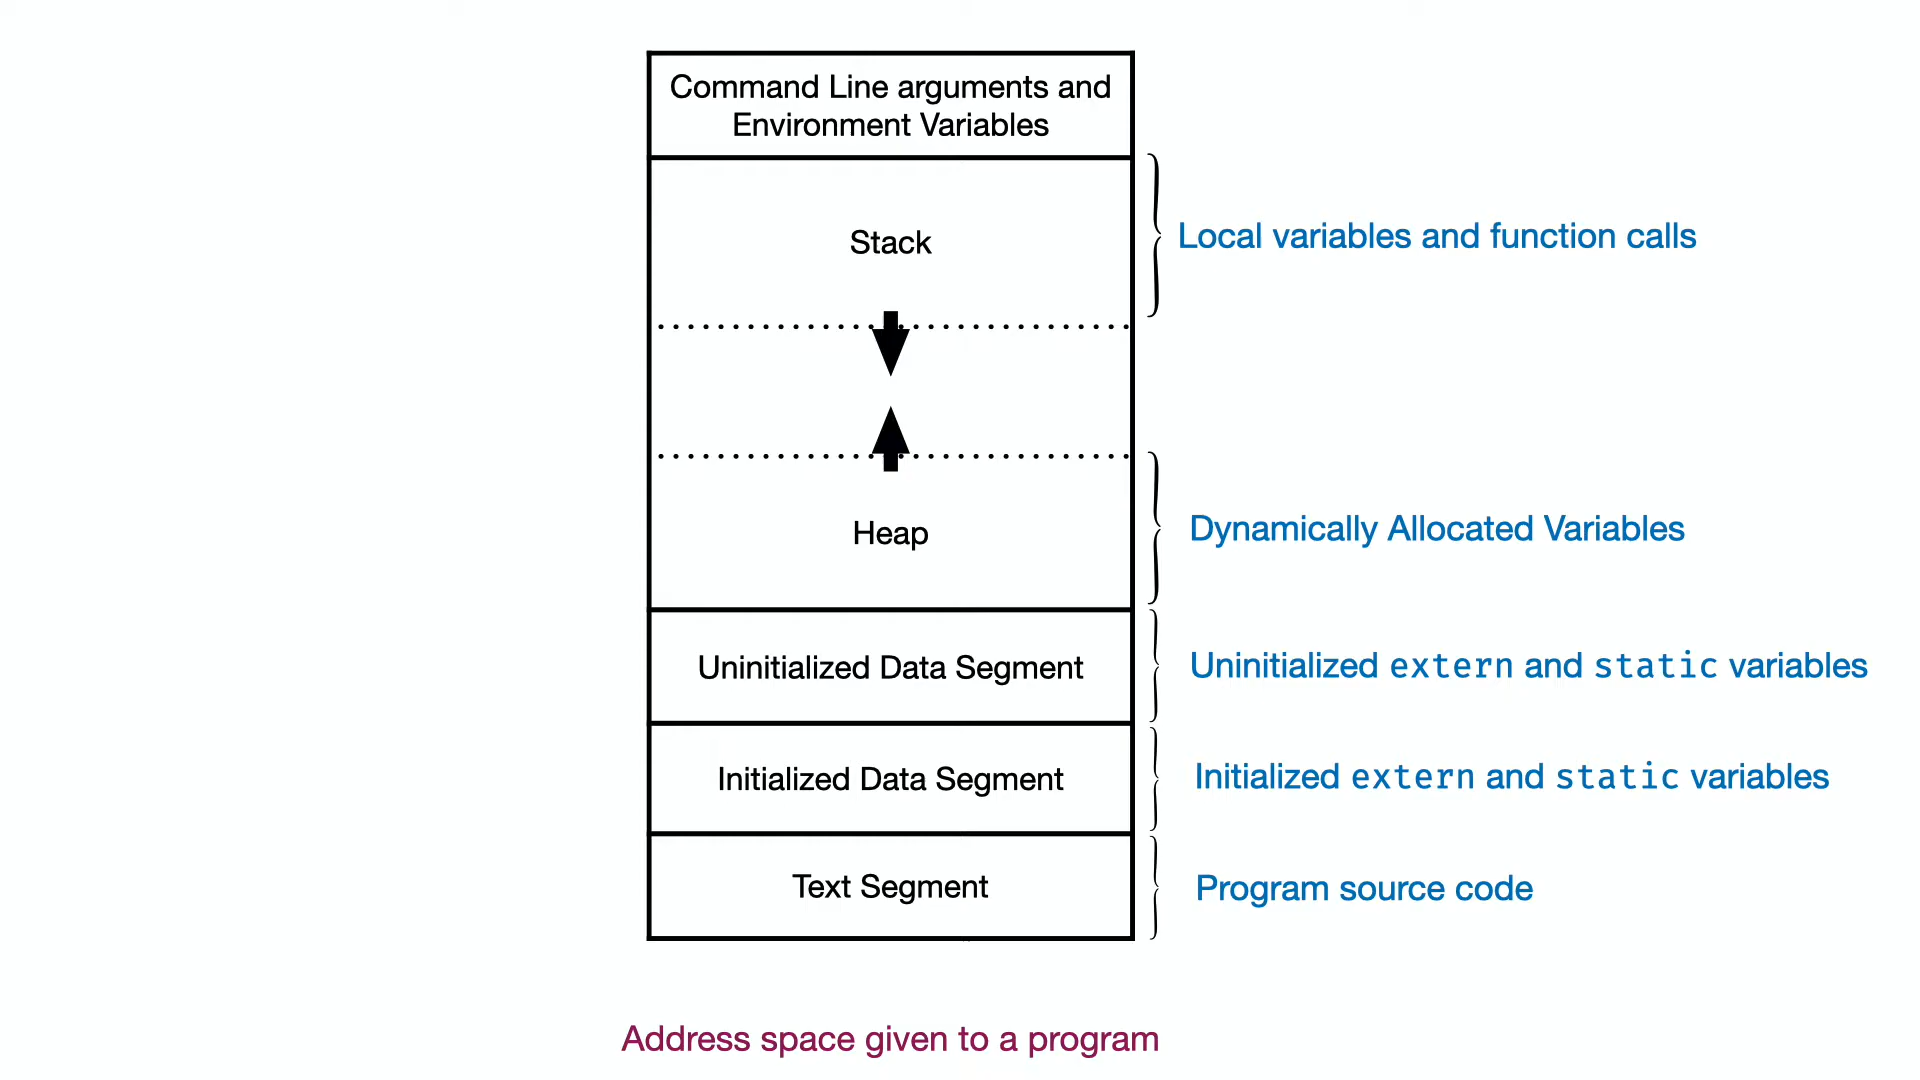 Command Line arguments and
Environment Variables
Stack
Local variables and function calls
Heap
Dynamically Allocated Variables
Uninitialized Data Segment
Uninitialized extern and static variables
Initialized Data Segment
Initialized extern and static variables
Text Segment
Program source code
Address space given to a program